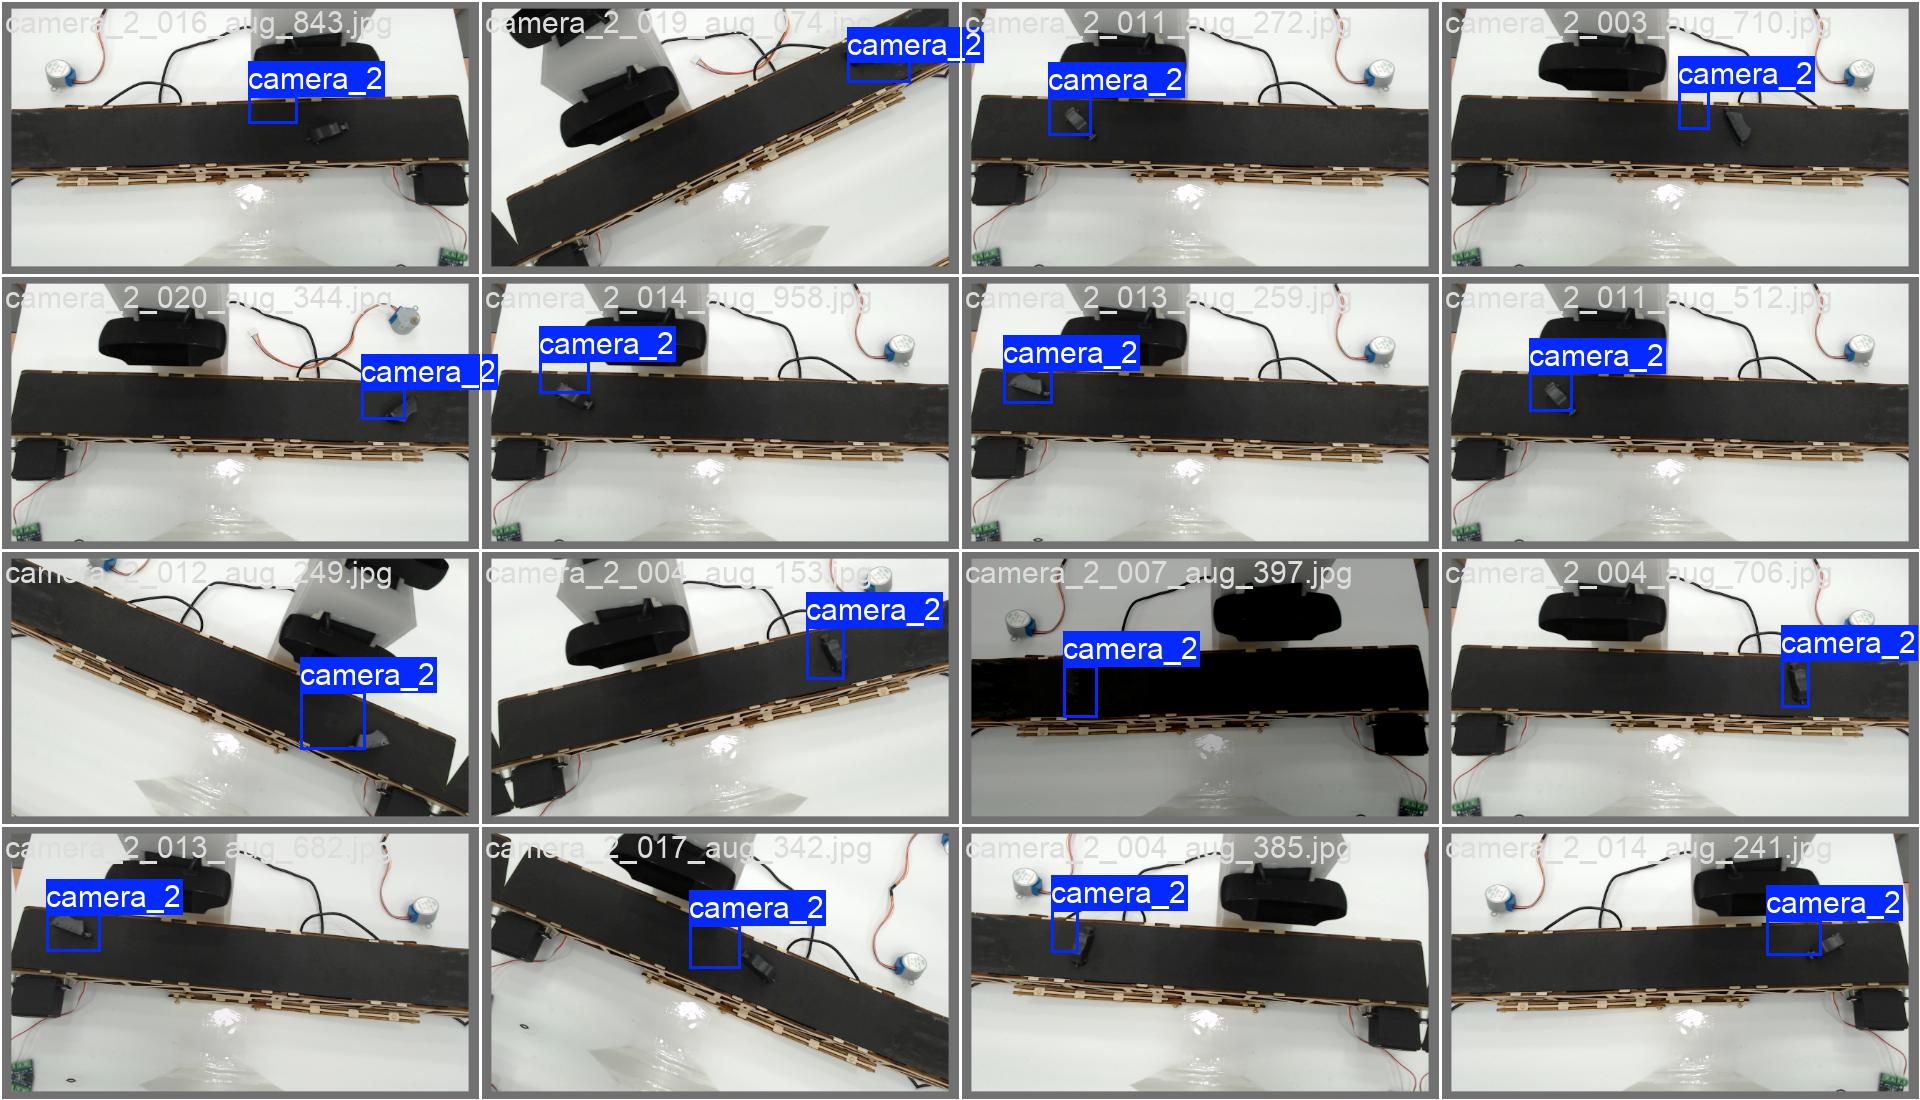 camera_2_016_aug_843.jpg
camera_2
camera_2_019_aug_074.jpg
camera_2
camera_2_011_aug_272.jpg
camera_2
camera_2_003_aug_710.jpg
camera_2
camera_2_020_aug_344.jpg
camera_2
camera_2_014_aug_958.jpg
camera_2
camera_2_013_aug_259.jpg
camera_2
camera_2_011_aug_512.jpg
camera_2
camera_2_012_aug_249.jpg
camera_2
camera_2_004_aug_153.jpg
camera_2
camera_2_007_aug_397.jpg
camera_2
camera_2_004_aug_706.jpg
camera_2
camera_2_013_aug_682.jpg
camera_2
camera_2_017_aug_342.jpg
camera_2
camera_2_004_aug_385.jpg
camera_2
camera_2_014_aug_241.jpg
camera_2